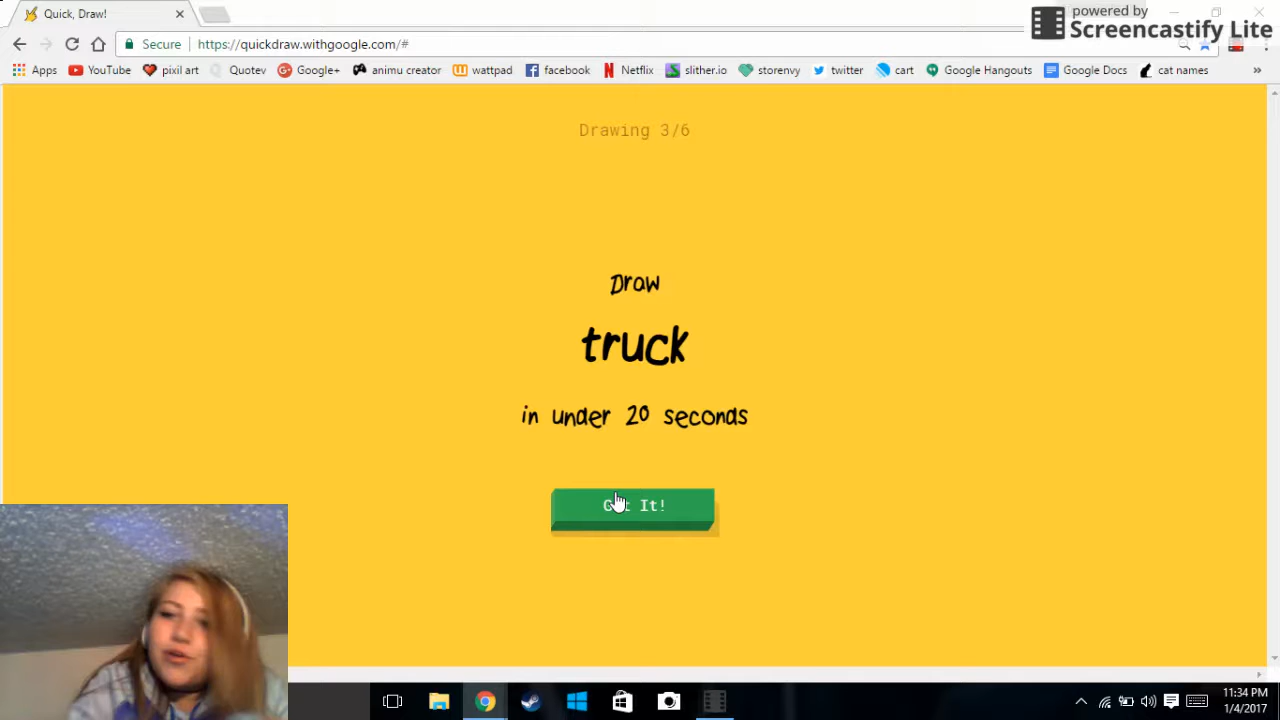 Quick, Draw!
powered by
Screencastify Lite
Secure
https://quickdraw.withgoogle.com/#
Apps
YouTube
pixil art
Quotev
Google+
animu creator
wattpad
facebook
Netflix
slither.io
storenvy
twitter
cart
Google Hangouts
Google Docs
cat names
»
Drawing 3/6
Draw
truck
in under 20 seconds
It!
11:34 PM
1/4/2017